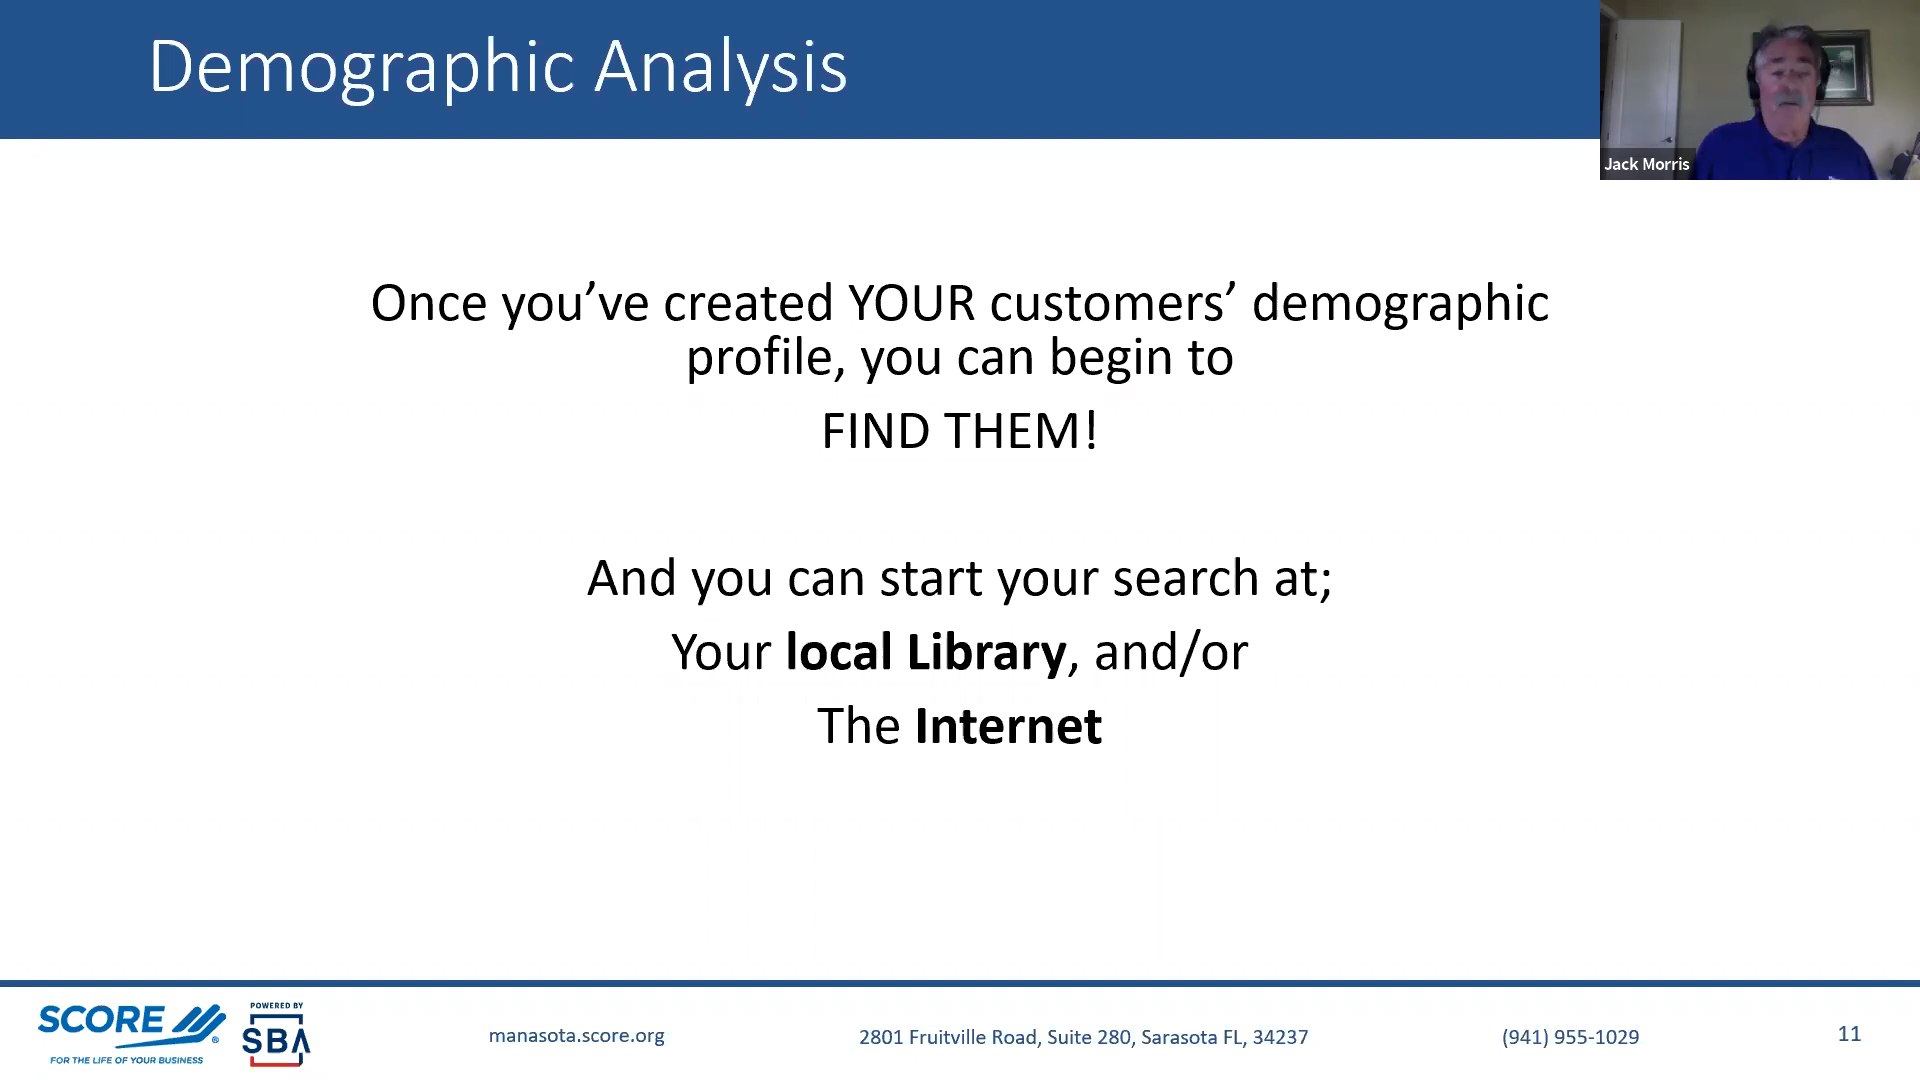 Demographic Analysis
Jack Morris
Once you’ve created YOUR customers’ demographic
profile, you can begin to
FIND THEM!
And you can start your search at;
Your local Library, and/or
The Internet
SCORE ®
FOR THE LIFE OF YOUR BUSINESS
POWERED BY
SBA
manasota.score.org
2801 Fruitville Road, Suite 280, Sarasota FL, 34237
(941) 955-1029
11